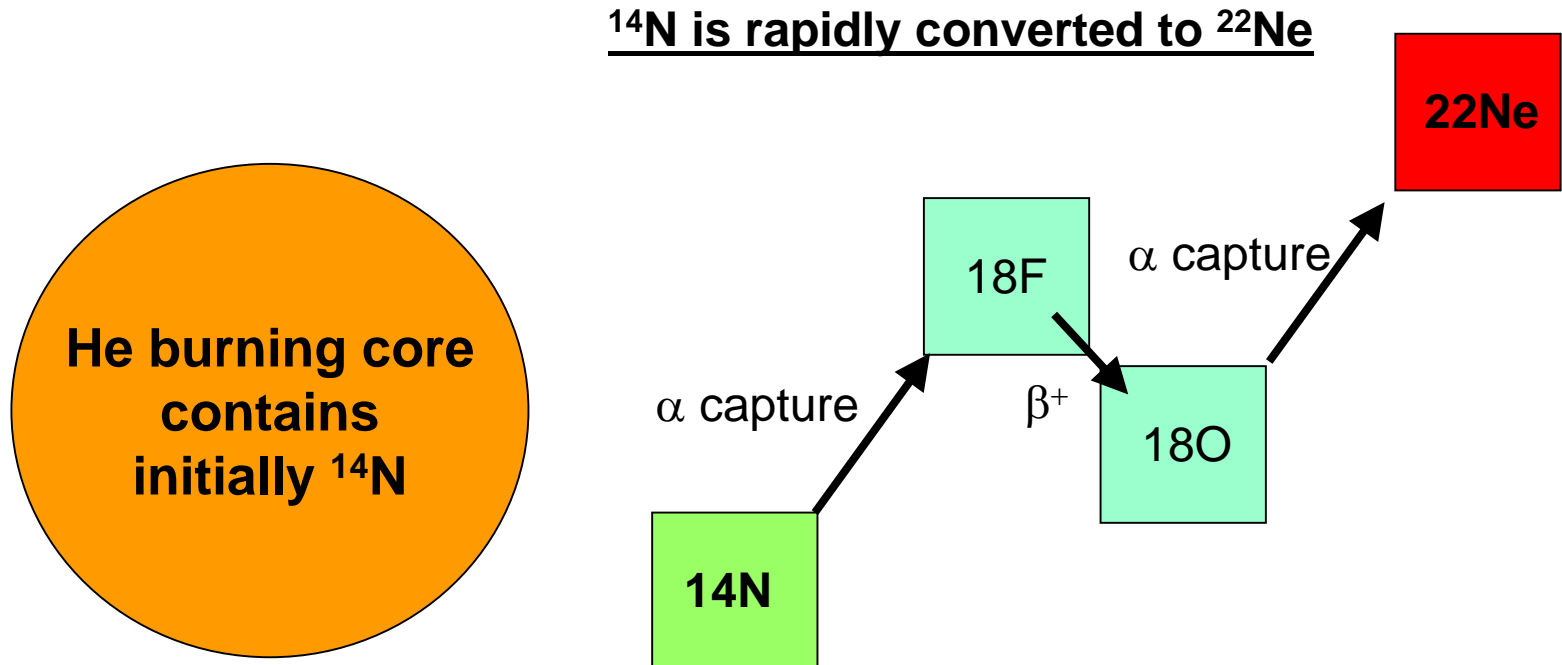 ¹⁴N is rapidly converted to ²²Ne
22Ne
18F
α capture
He burning core
contains
initially ¹⁴N
α capture
β⁺
18O
14N